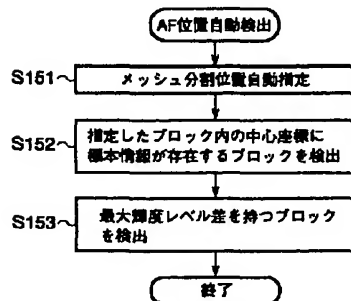 AF位置自動検出
S151
メッシュ分割位置自動指定
S152
指定したブロック内の中心座標に
標本情報が存在するブロックを検出
S153
最大輝度レベル差を持つブロック
を検出
終了